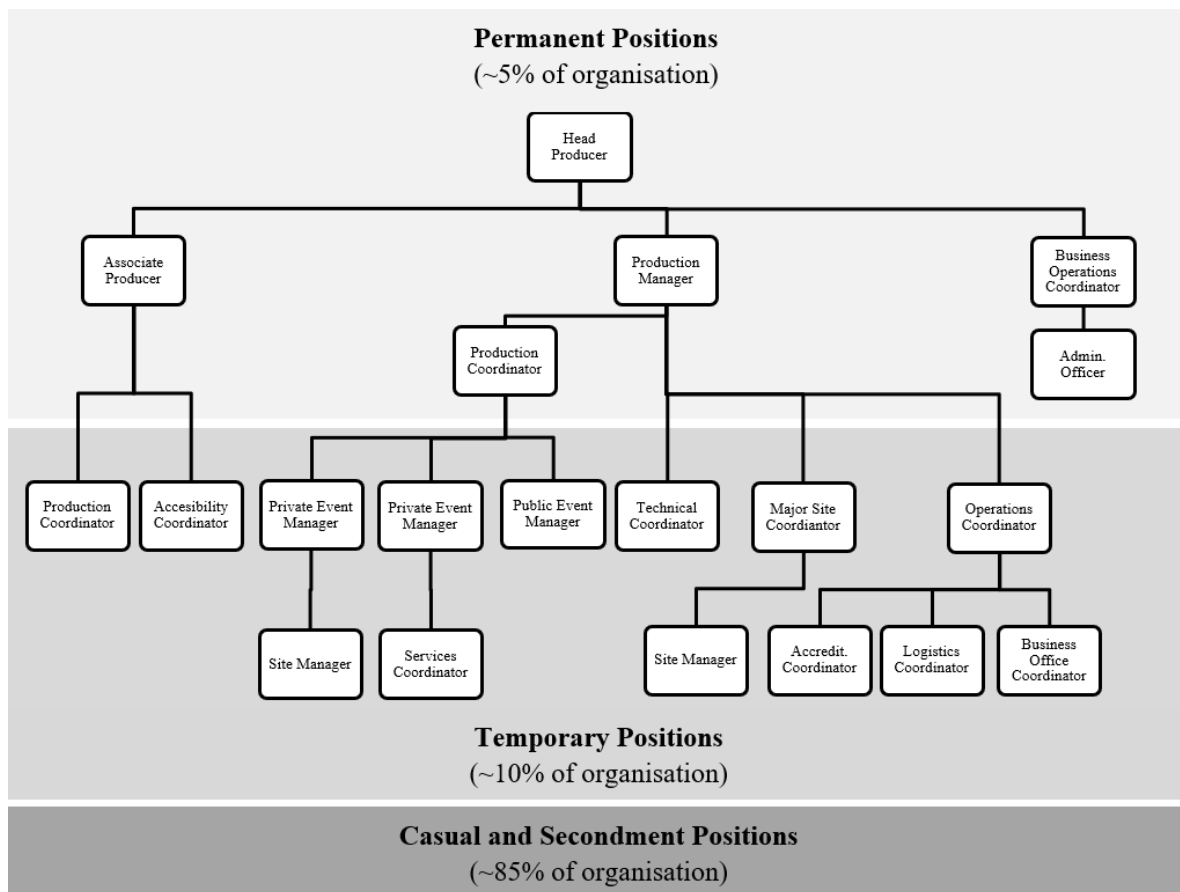 Permanent Positions
(~5% of organisation)
Head
Producer
Associate
Producer
Production
Manager
Business
Operations
Coordinator
Production
Coordinator
Admin.
Officer
Production
Coordinator
Accesibility
Coordinator
Private Event
Manager
Private Event
Manager
Public Event
Manager
Technical
Coordinator
Major Site
Coordiantor
Operations
Coordinator
Site Manager
Services
Coordinator
Site Manager
Accredit.
Coordinator
Logistics
Coordinator
Business
Office
Coordinator
Temporary Positions
(~10% of organisation)
Casual and Secondment Positions
(~85% of organisation)